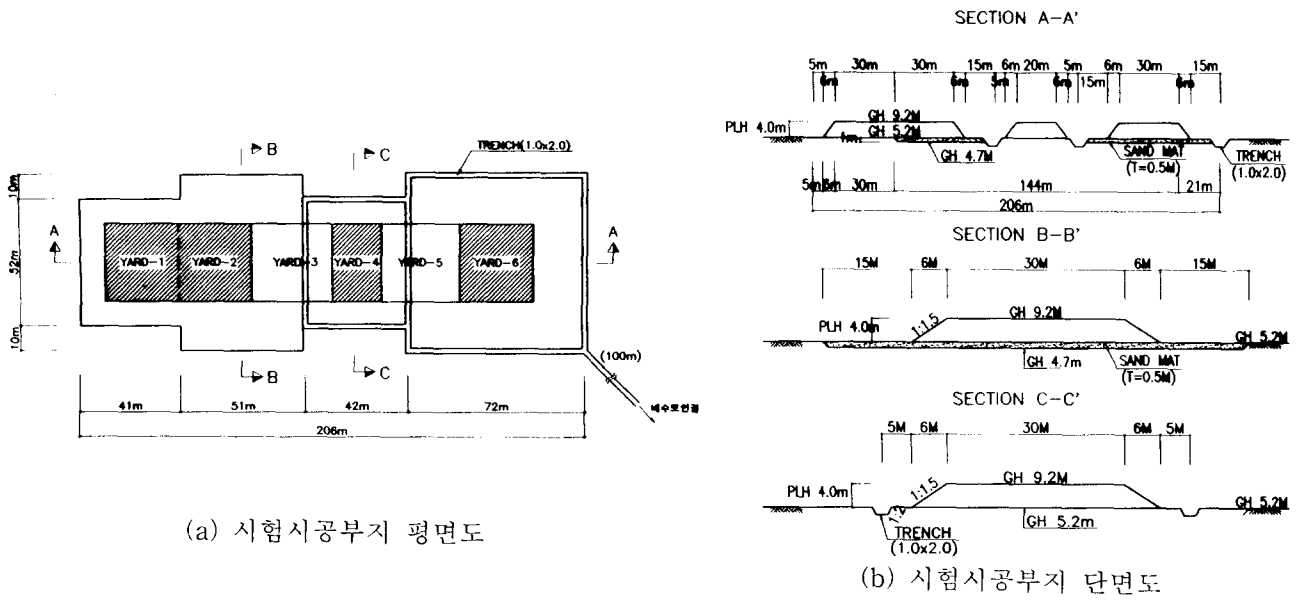 B
C
TRENCH(1.0x2.0)
10m
52m
10m
A
A
YARD-1
YARD-2
YARD-3
YARD-4
YARD-5
YARD-6
B
C
(100m)
41m
51m
42m
72m
206m
(a) 시험시공부지 평면도
SECTION A-A'
5m 30m 30m 15m 6m 20m 5m 6m 30m 15m
6m 6m 5m 6m 15m 6m
PLH 4.0m
GH 9.2M
GH 5.2M
GH 4.7M
SAND MAT
(T=0.5M)
TRENCH
(1.0x2.0)
5m 6m 30m 144m 21m
206m
SECTION B-B'
15M 6M 30M 6M 15M
PLH 4.0m
1:1.5
GH 9.2M
GH 5.2M
GH 4.7m
SAND MAT
(T=0.5M)
SECTION C-C'
5M 6M 30M 6M 5M
PLH 4.0m
1:1.5
GH 9.2M
GH 5.2M
1:2
GH 5.2m
TRENCH
(1.0x2.0)
(b) 시험시공부지 단면도